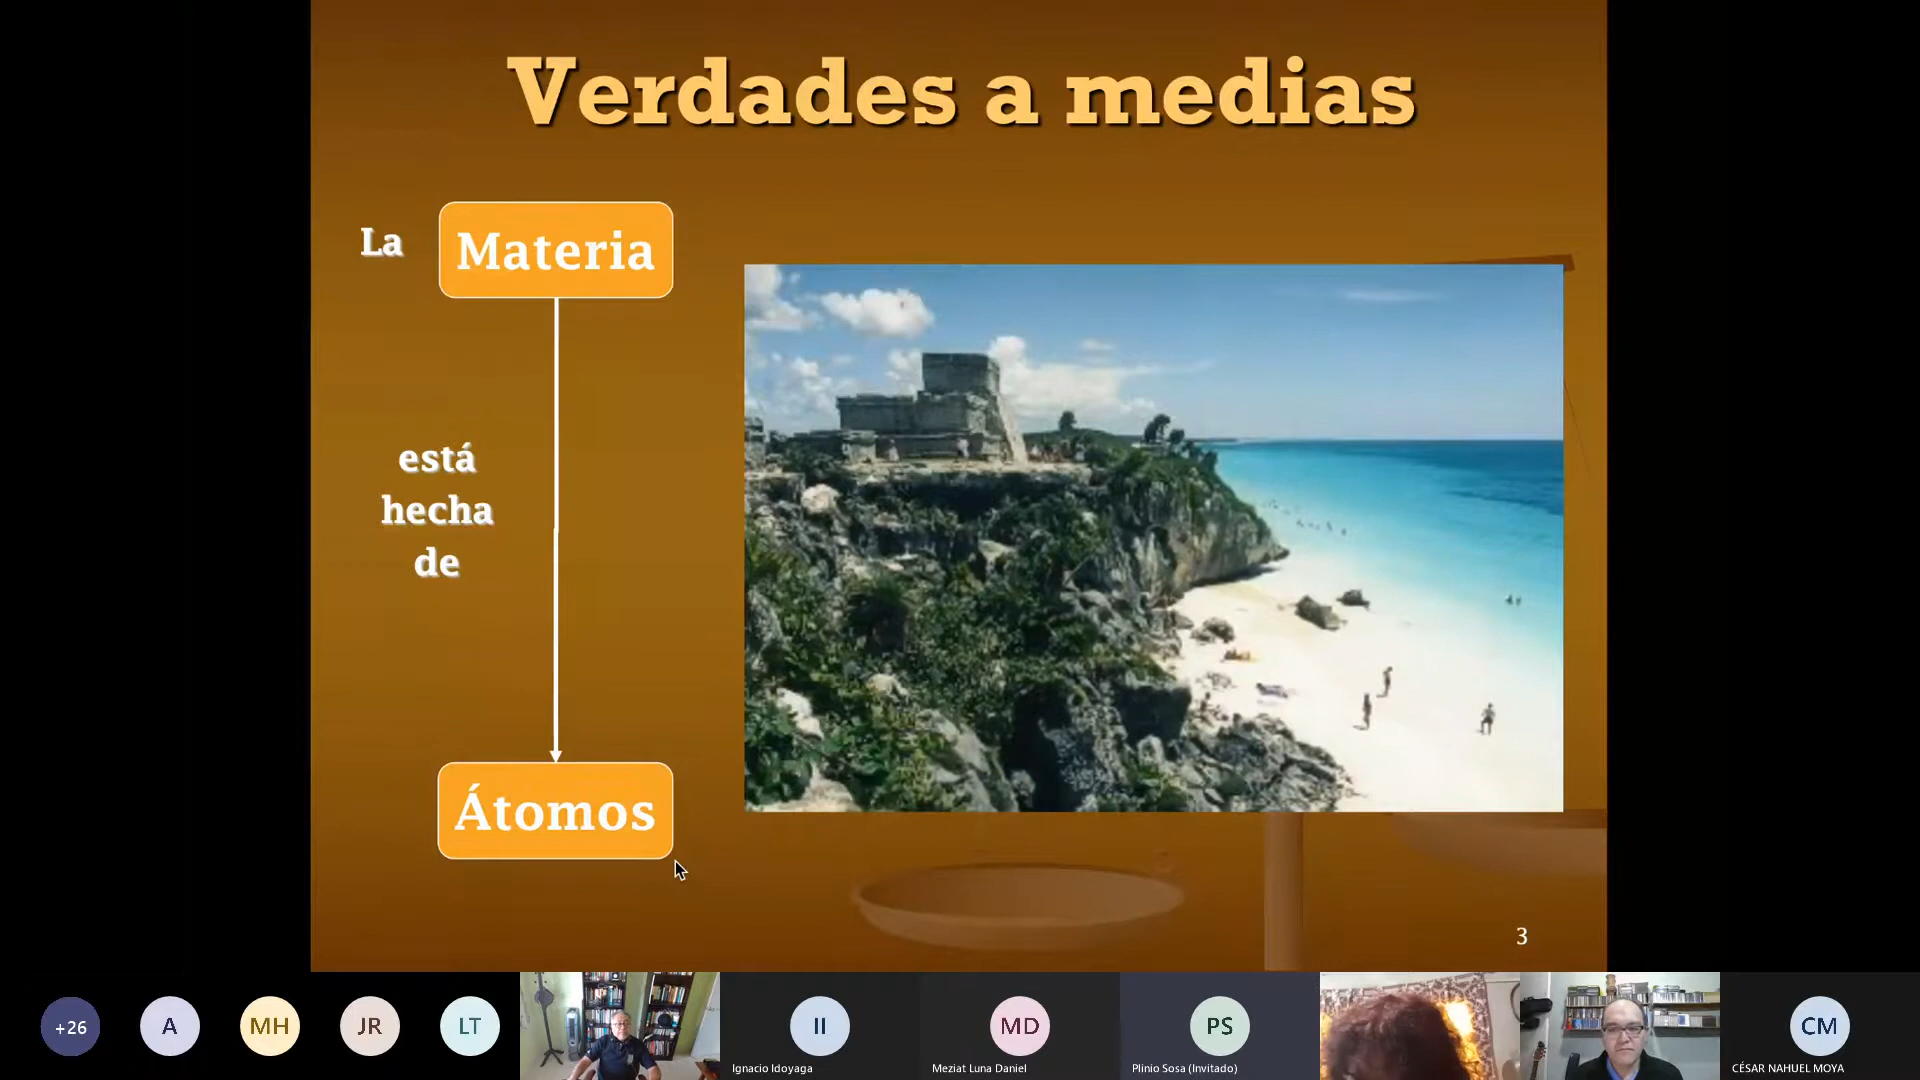 Verdades a medias
La
Materia
está
hecha
de
Átomos
3
+26
A
MH
JR
LT
II
Ignacio Idoyaga
MD
Meziat Luna Daniel
PS
Plinio Sosa (Invitado)
CM
CÉSAR NAHUEL MOYA